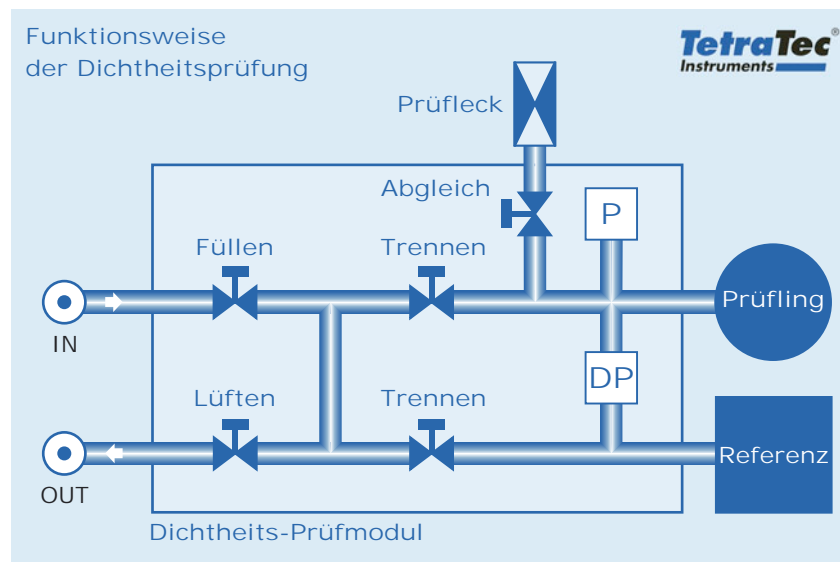 Funktionsweise
der Dichtheitsprüfung
TetraTec®
Instruments
Prüfleck
Abgleich
P
Füllen
Trennen
Prüfling
IN
DP
Lüften
Trennen
Referenz
OUT
Dichtheits-Prüfmodul